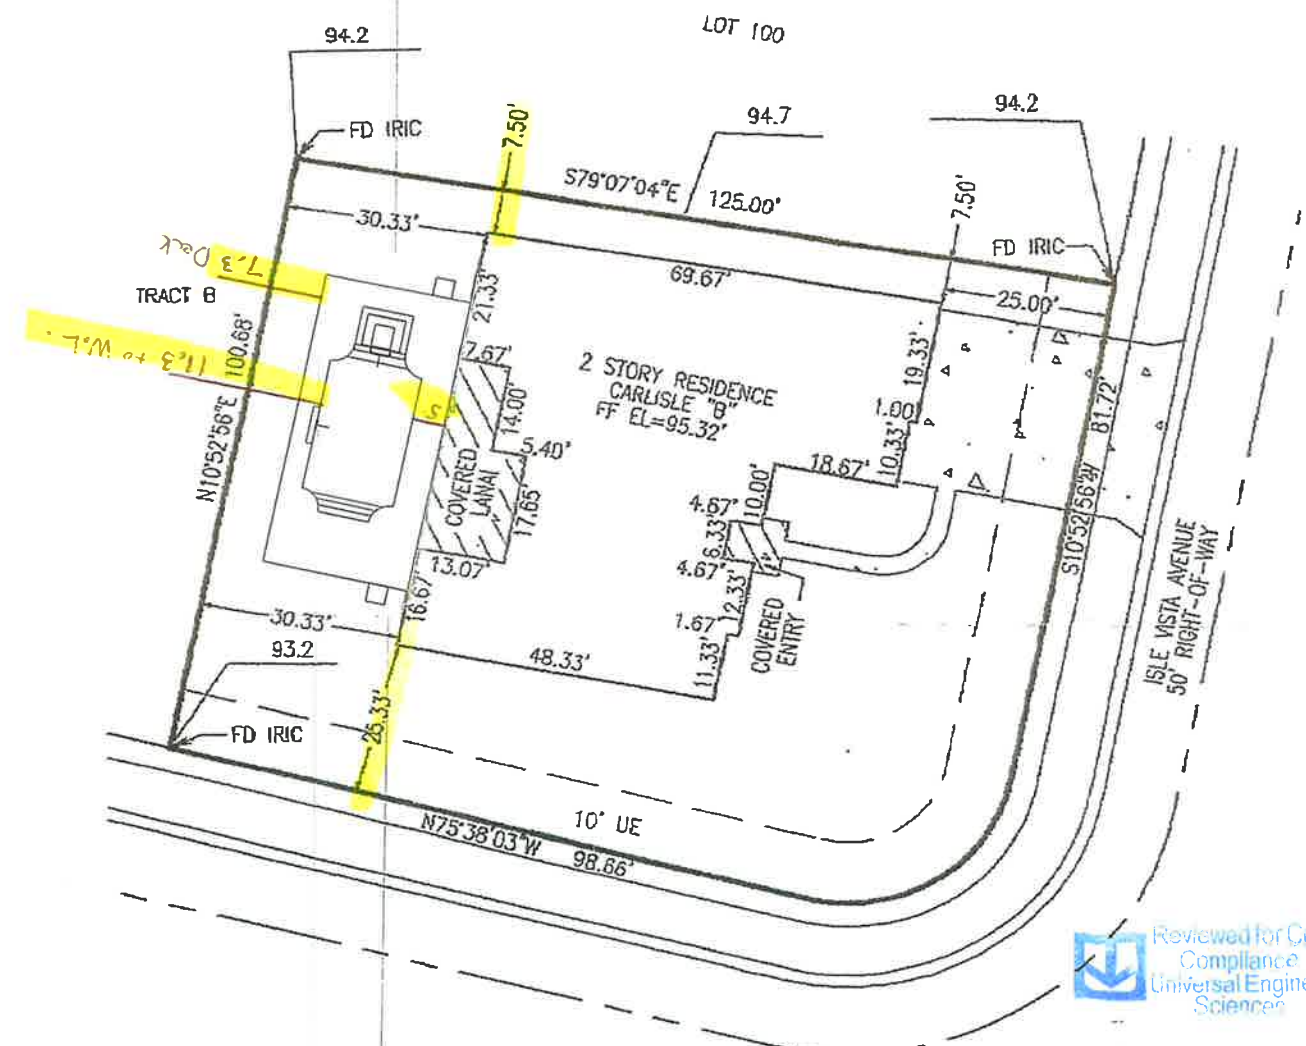 LOT 100
94.2
FD IRIC
7.50'
94.7
94.2
S79°07'04"E 125.00'
7.50'
FD IRIC
30.33'
69.67'
25.00'
7.3 Deck
TRACT B
11.3 to W.L.
N10°52'56"E 100.68'
21.33'
7.67'
14.00'
5
5.40'
COVERED
LANAI
17.65'
13.07'
16.67'
2 STORY RESIDENCE
CARLISLE "B"
FF EL=95.32'
19.33'
1.00'
10.33'
18.67'
10.00'
4.67'
6.33'
4.67'
12.33'
1.67'
11.33'
COVERED
ENTRY
S10°52'56"W 81.72'
ISLE VISTA AVENUE
50' RIGHT-OF-WAY
30.33'
93.2
48.33'
FD IRIC
10' UE
N75°38'03"W 98.66'
Reviewed for
Compliance
Universal Engine
Sciences